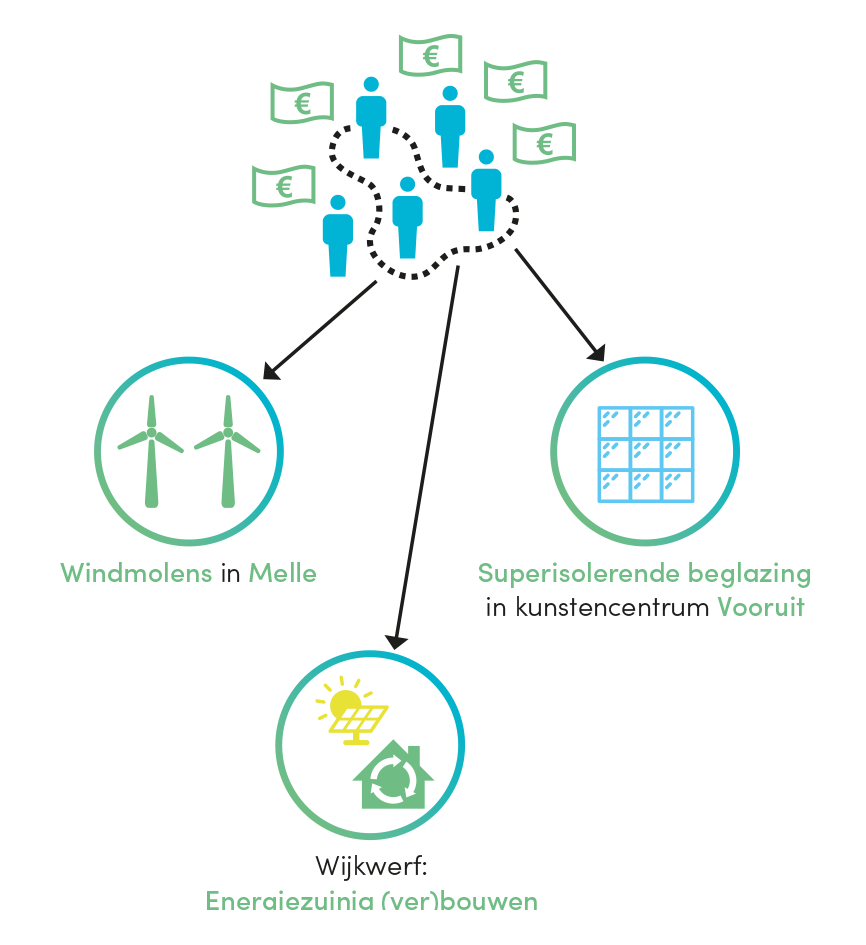 €
€
€
€
€
Windmolens in Melle
Superisolerende beglazing
in kunstencentrum Vooruit
Wijkwerf:
Energiezuinig (ver)bouwen